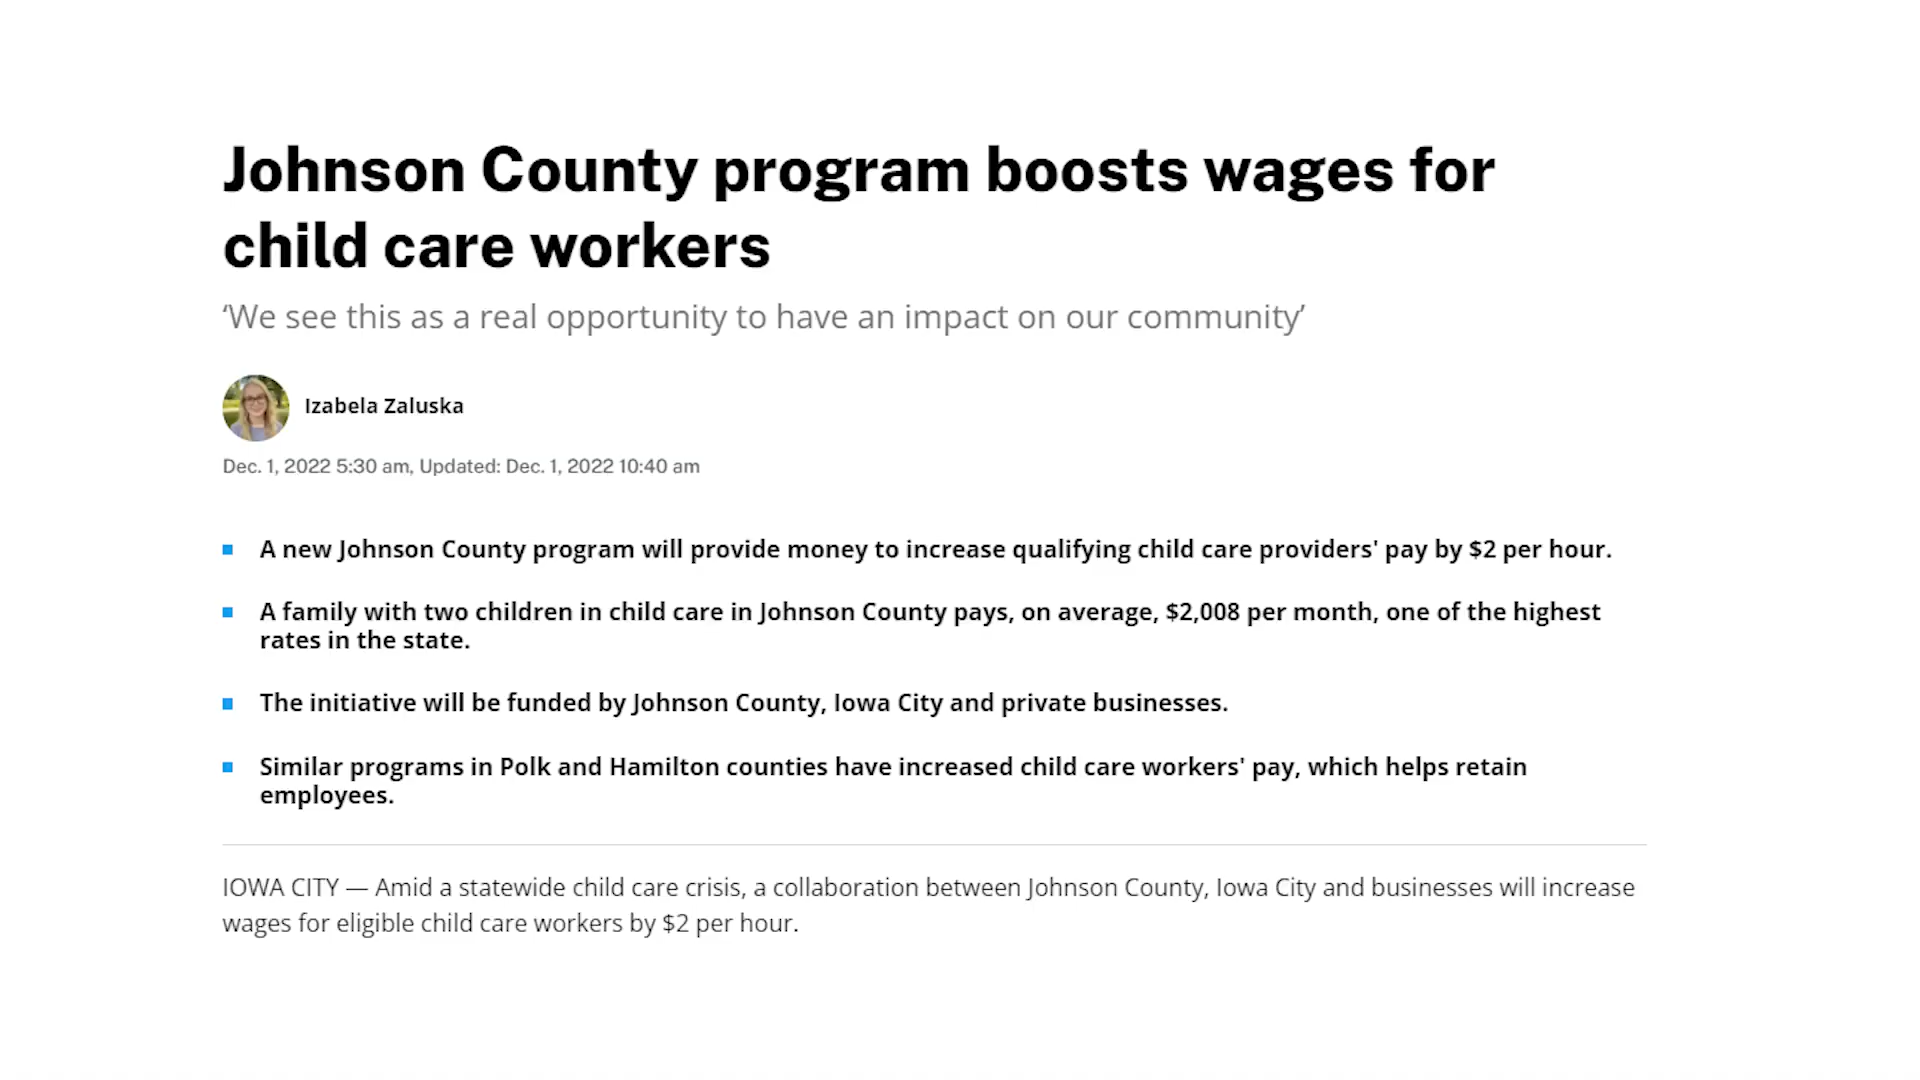 Johnson County program boosts wages for
child care workers
‘We see this as a real opportunity to have an impact on our community’
Izabela Zaluska
Dec. 1, 2022 5:30 am, Updated: Dec. 1, 2022 10:40 am
A new Johnson County program will provide money to increase qualifying child care providers' pay by $2 per hour.
A family with two children in child care in Johnson County pays, on average, $2,008 per month, one of the highest
rates in the state.
The initiative will be funded by Johnson County, Iowa City and private businesses.
Similar programs in Polk and Hamilton counties have increased child care workers' pay, which helps retain
employees.
IOWA CITY — Amid a statewide child care crisis, a collaboration between Johnson County, Iowa City and businesses will increase
wages for eligible child care workers by $2 per hour.